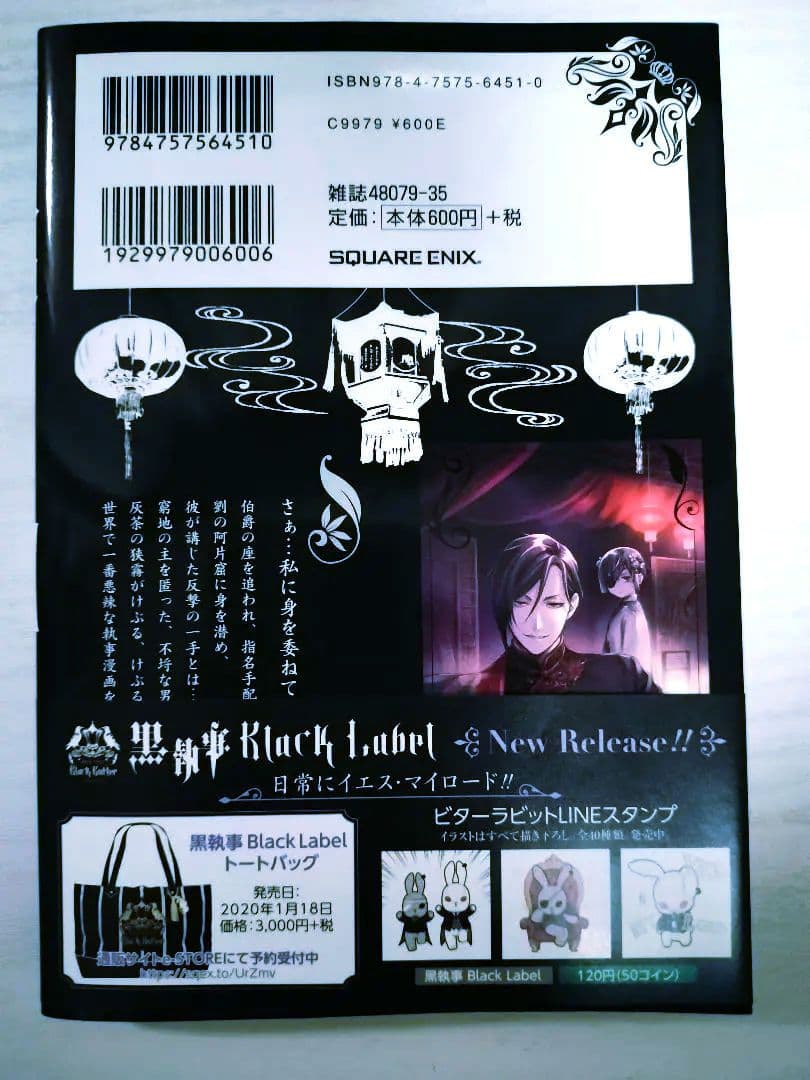 ISBN978-4-7575-6451-0
C9979 ¥600E
9784757564510
雑誌48079-35
定価：本体600円＋税
1929979006006
SQUARE ENIX®
さぁ…私に身を委ねて
伯爵の座を追われ、指名手配
劉の阿片窟に身を潜め、
彼が講じた反撃の一手とは…
窮地の主を匿った、不埒な男
灰茶の狭霧がけぶる、けぶる
世界で一番悪辣な執事漫画を
Black Butler
黒執事 Black Label
New Release!!
日常にイエス・マイロード!!
黒執事 Black Label
トートバッグ
発売日：
2020年1月18日
価格：3,000円+税
通販サイトe-STOREにて予約受付中
https://sqex.to/UrZmv
ビターラビットLINEスタンプ
イラストはすべて描き下ろし 全40種類 発売中
黒執事 Black Label
120円(50コイン)